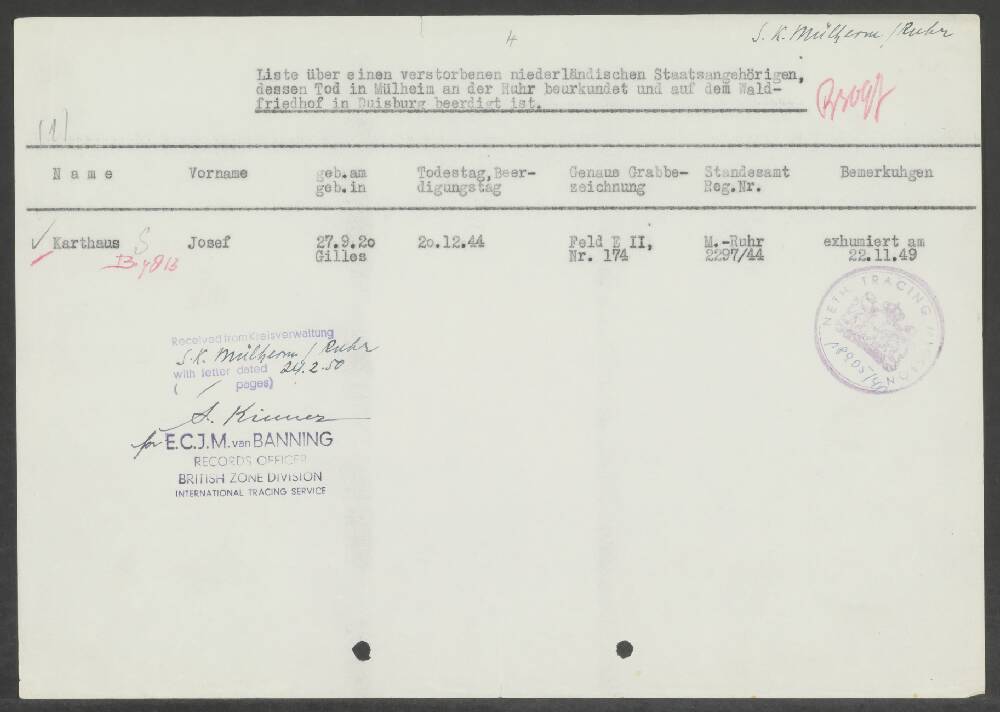 4
S. K. Mülheim / Ruhr
Liste über einen verstorbenen niederländischen Staatsangehörigen,
dessen Tod in Mülheim an der Ruhr beurkundet und auf dem Wald-
friedhof in Duisburg beerdigt ist.
(1)
Name Vorname geb.am Todestag,Beer- Genaue Grabbe- Standesamt Bemerkuhgen
geb.in digungstag zeichnung Reg.Nr.
Karthaus S Josef 27.9.20 20.12.44 Feld E II, M.-Ruhr exhumiert am
Gilles Nr. 174 2297/44 22.11.49
NETH. TRACING MISSION
Received from Kreisverwaltung
S.K. Mülheim / Ruhr
with letter dated 24.2.50
( 1 pages)
for E.C.J.M. van BANNING
RECORDS OFFICER
BRITISH ZONE DIVISION
INTERNATIONAL TRACING SERVICE